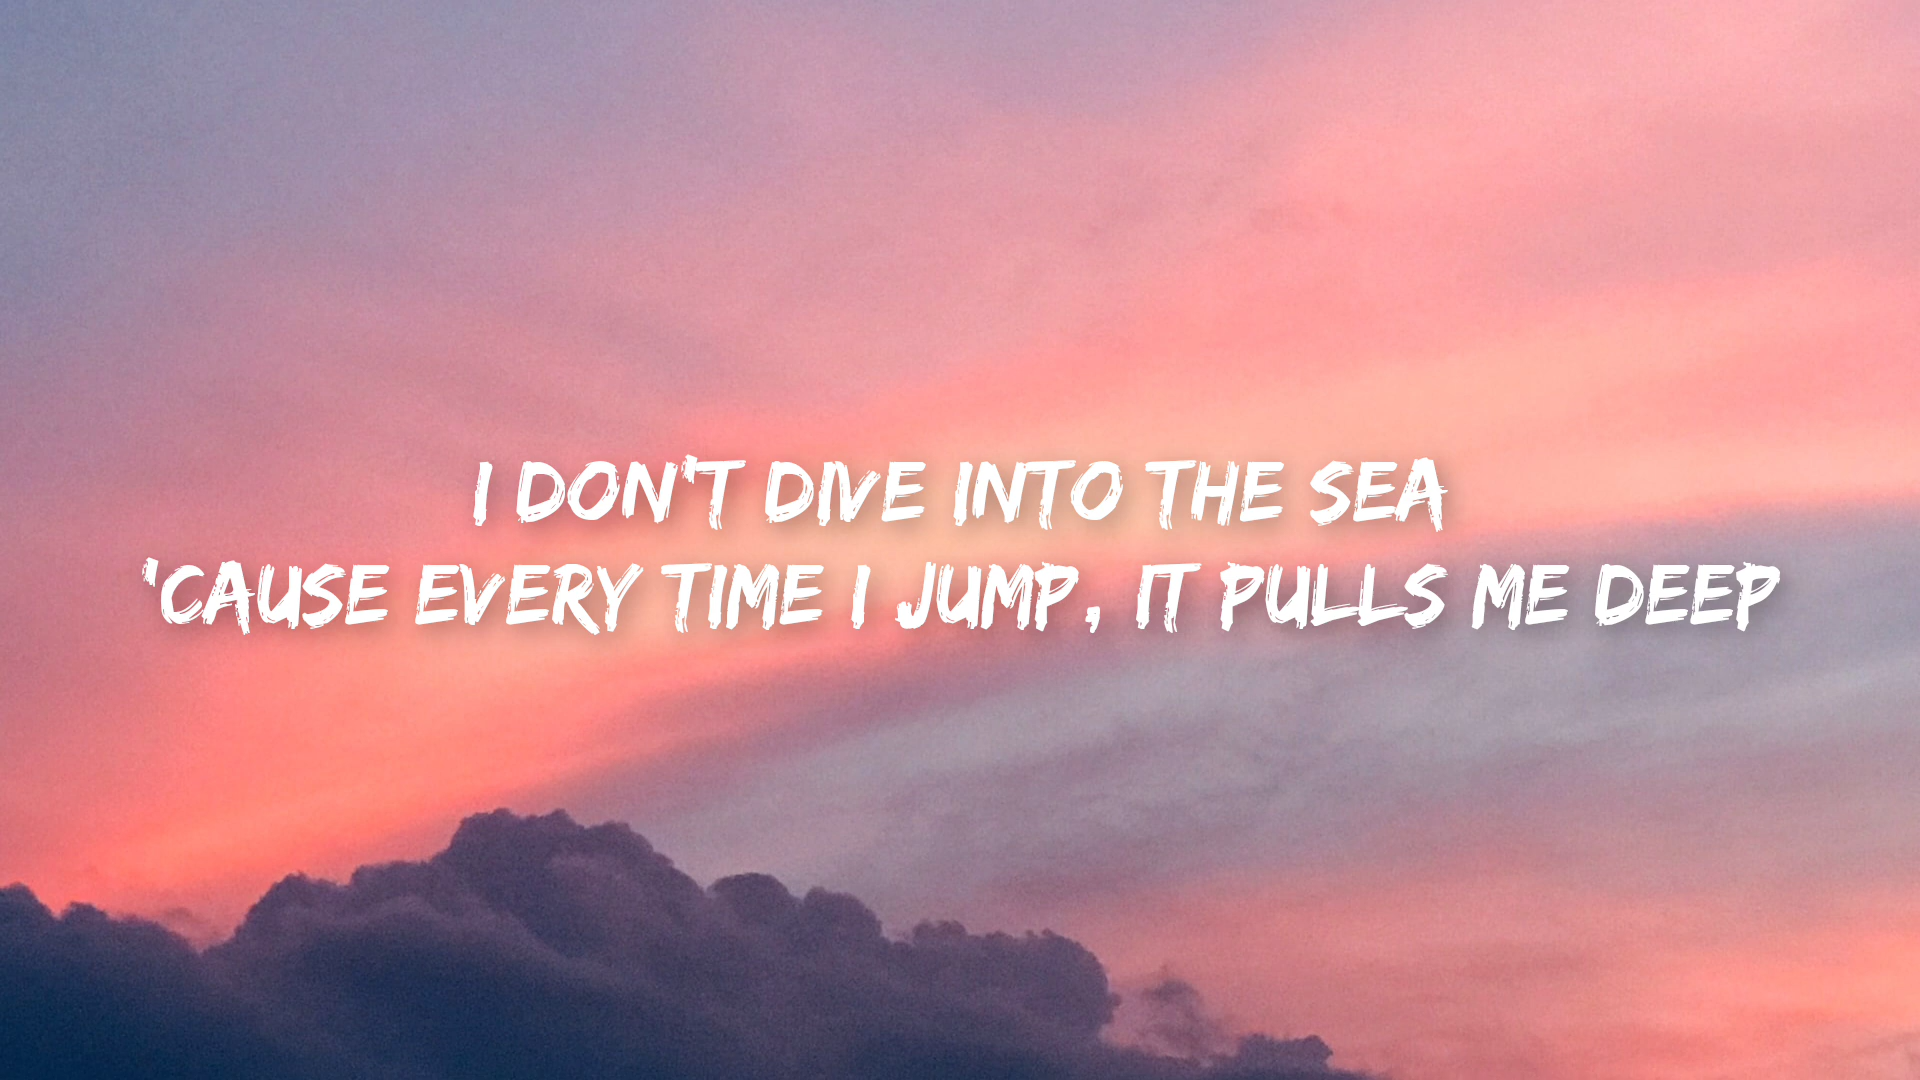 I DON'T DIVE INTO THE SEA
'CAUSE EVERY TIME I JUMP, IT PULLS ME DEEP